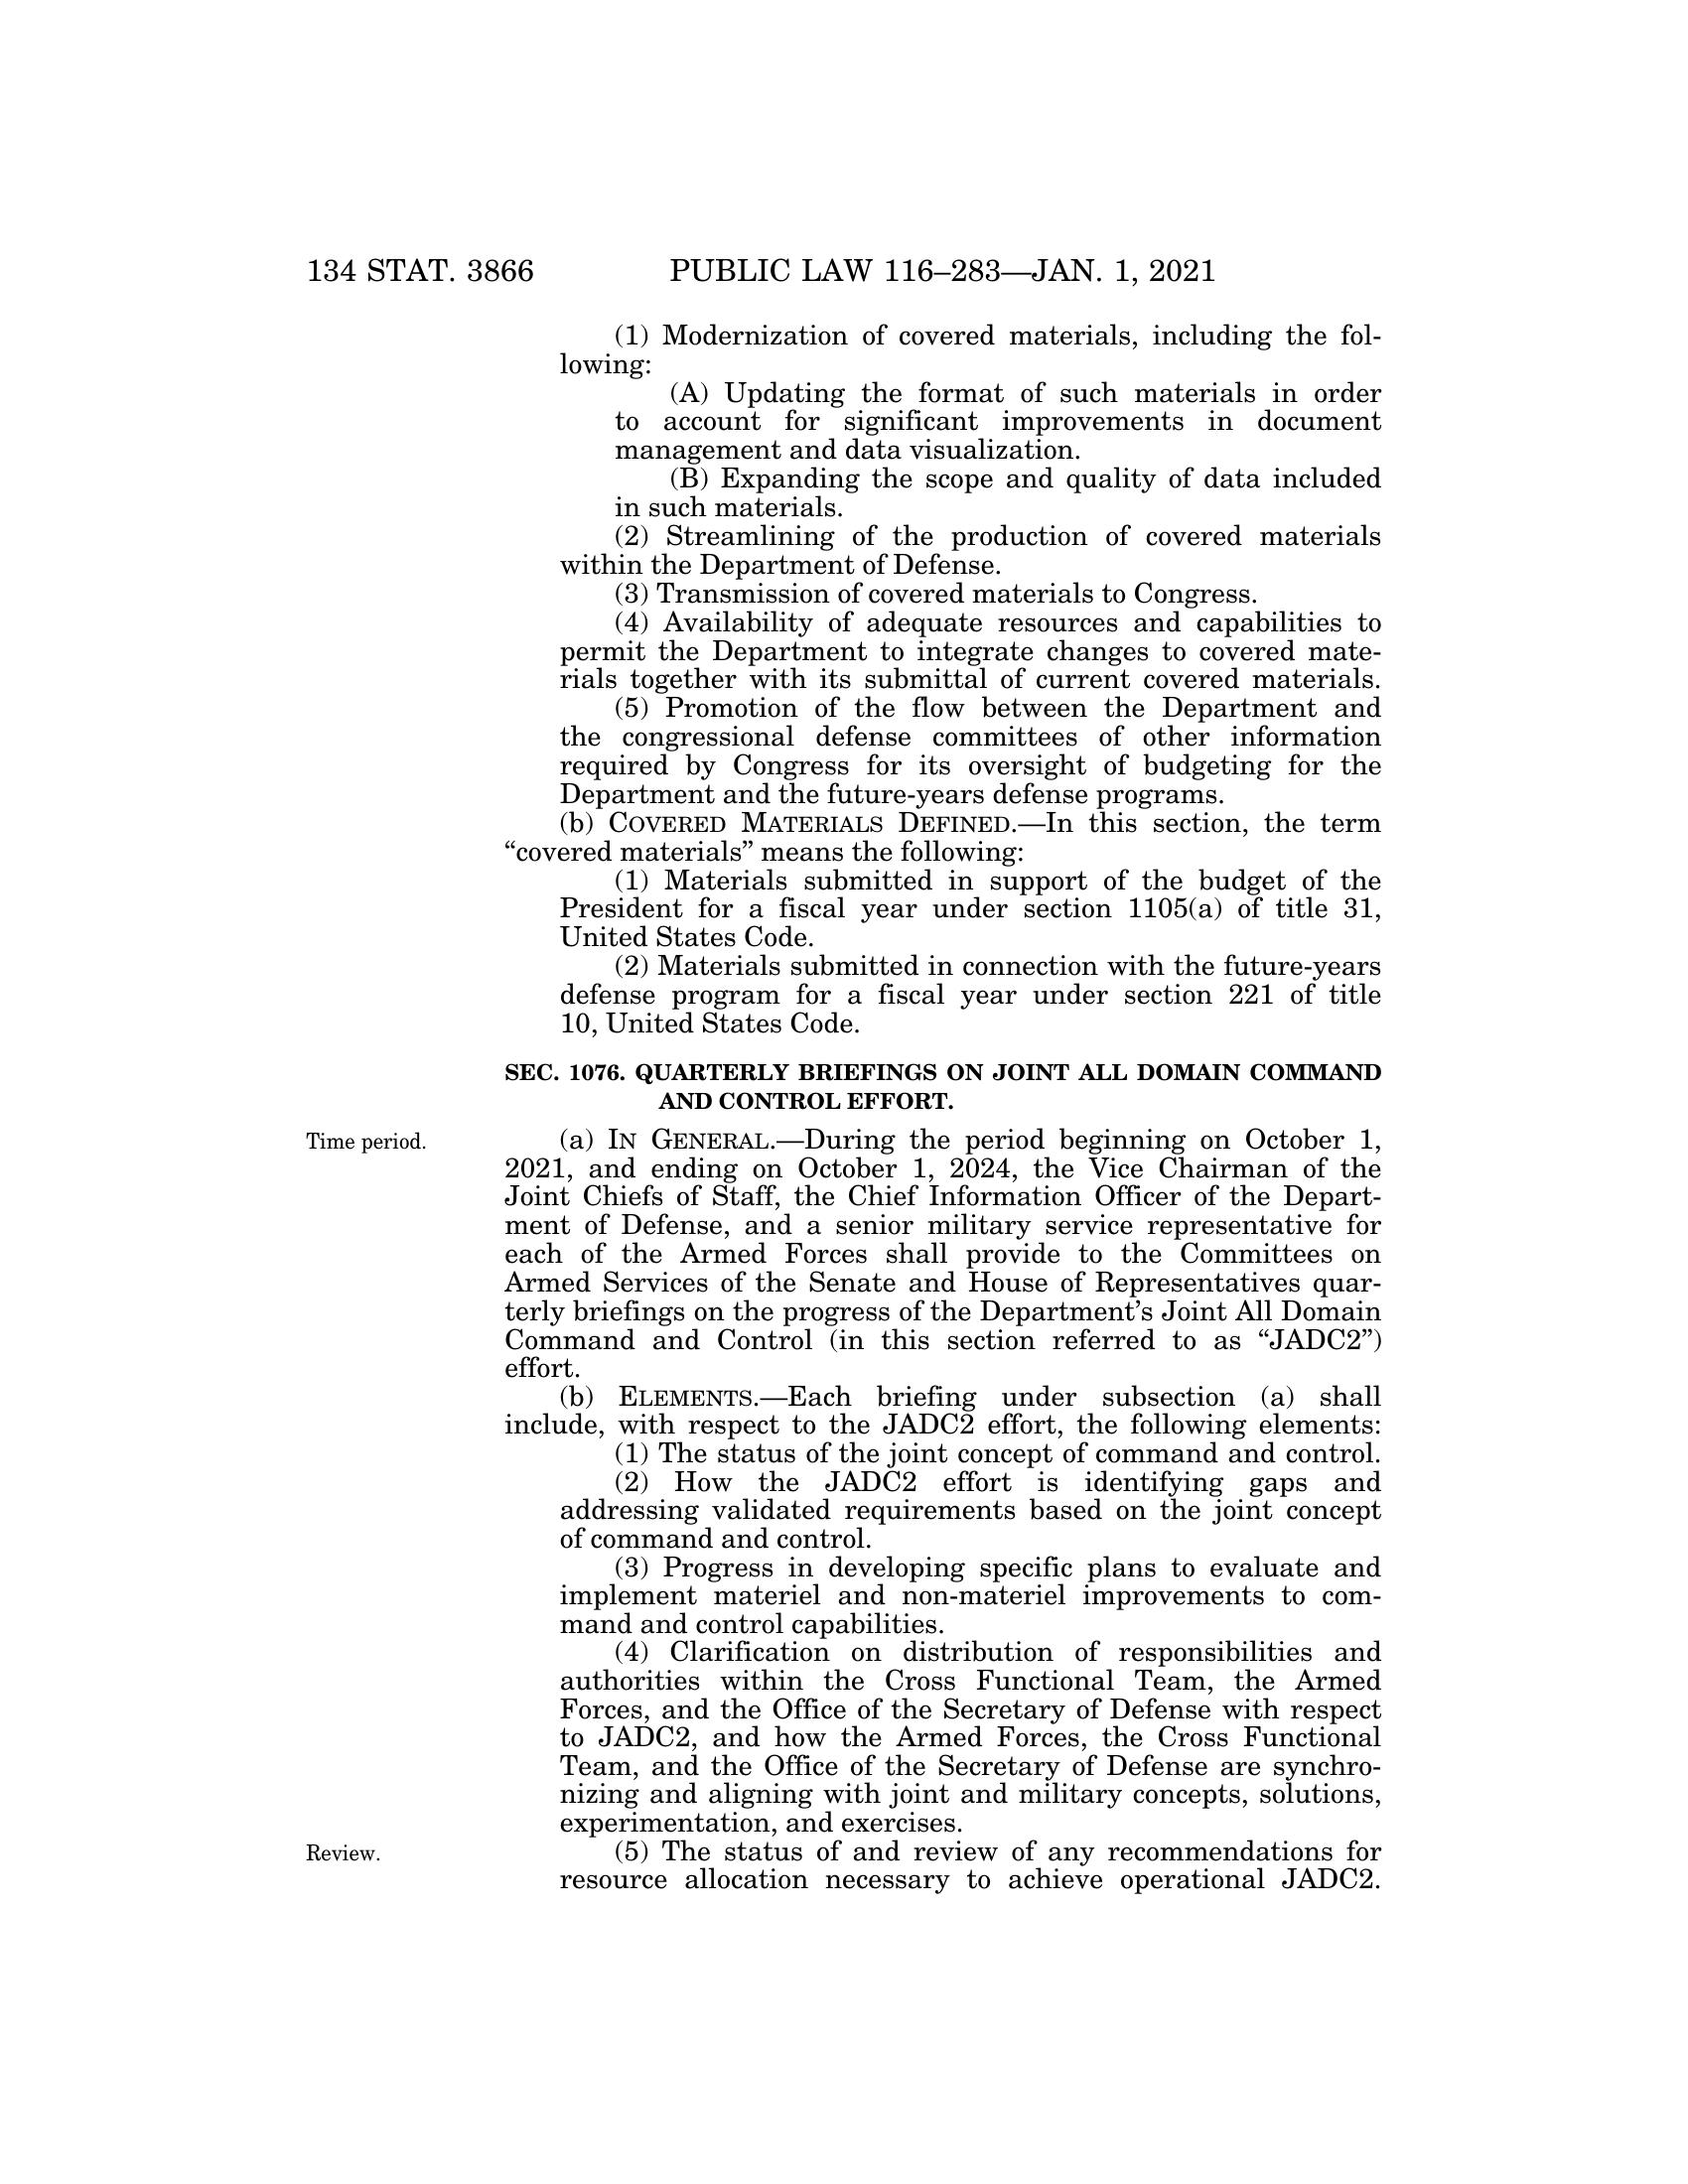 134 STAT. 3866 PUBLIC LAW 116–283—JAN. 1, 2021
(1) Modernization of covered materials, including the fol-
lowing:
(A) Updating the format of such materials in order
to account for significant improvements in document
management and data visualization.
(B) Expanding the scope and quality of data included
in such materials.
(2) Streamlining of the production of covered materials
within the Department of Defense.
(3) Transmission of covered materials to Congress.
(4) Availability of adequate resources and capabilities to
permit the Department to integrate changes to covered mate-
rials together with its submittal of current covered materials.
(5) Promotion of the flow between the Department and
the congressional defense committees of other information
required by Congress for its oversight of budgeting for the
Department and the future-years defense programs.
(b) COVERED MATERIALS DEFINED.—In this section, the term
“covered materials” means the following:
(1) Materials submitted in support of the budget of the
President for a fiscal year under section 1105(a) of title 31,
United States Code.
(2) Materials submitted in connection with the future-years
defense program for a fiscal year under section 221 of title
10, United States Code.
SEC. 1076. QUARTERLY BRIEFINGS ON JOINT ALL DOMAIN COMMAND
AND CONTROL EFFORT.
Time period.
(a) IN GENERAL.—During the period beginning on October 1,
2021, and ending on October 1, 2024, the Vice Chairman of the
Joint Chiefs of Staff, the Chief Information Officer of the Depart-
ment of Defense, and a senior military service representative for
each of the Armed Forces shall provide to the Committees on
Armed Services of the Senate and House of Representatives quar-
terly briefings on the progress of the Department’s Joint All Domain
Command and Control (in this section referred to as “JADC2”)
effort.
(b) ELEMENTS.—Each briefing under subsection (a) shall
include, with respect to the JADC2 effort, the following elements:
(1) The status of the joint concept of command and control.
(2) How the JADC2 effort is identifying gaps and
addressing validated requirements based on the joint concept
of command and control.
(3) Progress in developing specific plans to evaluate and
implement materiel and non-materiel improvements to com-
mand and control capabilities.
(4) Clarification on distribution of responsibilities and
authorities within the Cross Functional Team, the Armed
Forces, and the Office of the Secretary of Defense with respect
to JADC2, and how the Armed Forces, the Cross Functional
Team, and the Office of the Secretary of Defense are synchro-
nizing and aligning with joint and military concepts, solutions,
experimentation, and exercises.
Review.
(5) The status of and review of any recommendations for
resource allocation necessary to achieve operational JADC2.